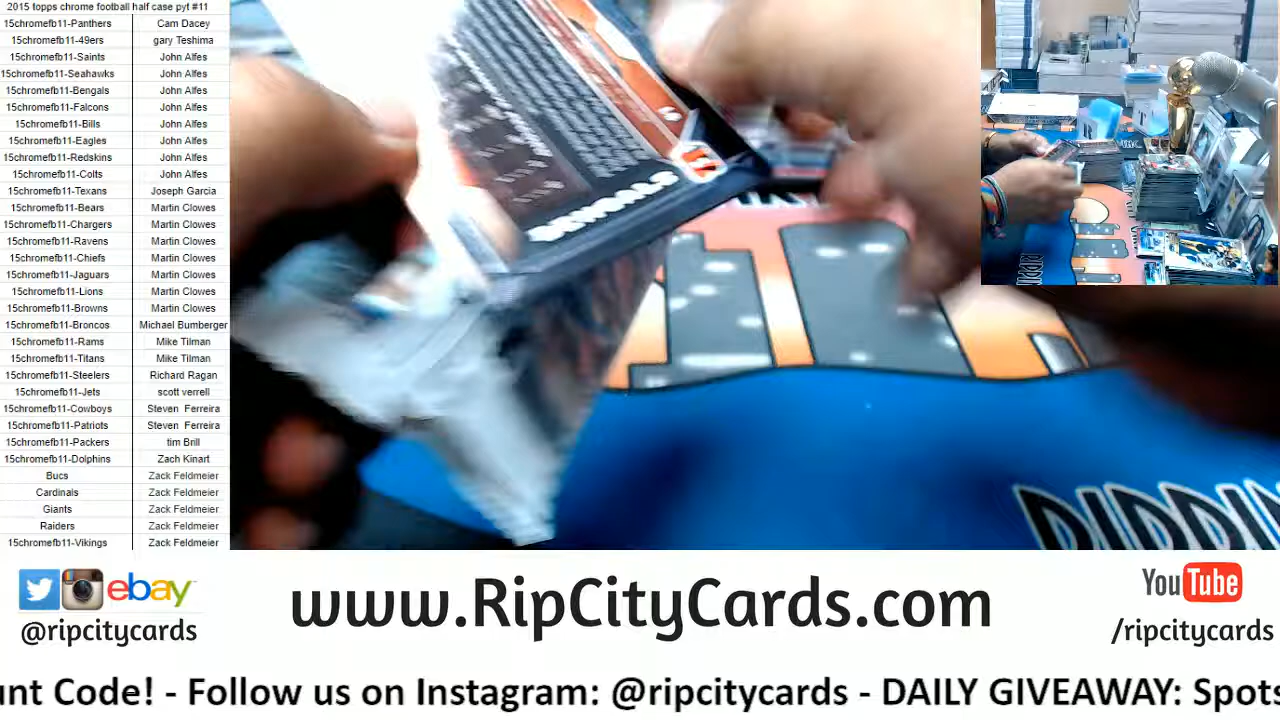 2015 topps chrome football half case pyt #11
15chromefb11-Panthers Cam Dacey
15chromefb11-49ers gary Teshima
15chromefb11-Saints John Alfes
15chromefb11-Seahawks John Alfes
15chromefb11-Bengals John Alfes
15chromefb11-Falcons John Alfes
15chromefb11-Bills John Alfes
15chromefb11-Eagles John Alfes
15chromefb11-Redskins John Alfes
15chromefb11-Colts John Alfes
15chromefb11-Texans Joseph Garcia
15chromefb11-Bears Martin Clowes
15chromefb11-Chargers Martin Clowes
15chromefb11-Ravens Martin Clowes
15chromefb11-Chiefs Martin Clowes
15chromefb11-Jaguars Martin Clowes
15chromefb11-Lions Martin Clowes
15chromefb11-Browns Martin Clowes
15chromefb11-Broncos Michael Bumberger
15chromefb11-Rams Mike Tilman
15chromefb11-Titans Mike Tilman
15chromefb11-Steelers Richard Ragan
15chromefb11-Jets scott verrell
15chromefb11-Cowboys Steven Ferreira
15chromefb11-Patriots Steven Ferreira
15chromefb11-Packers tim Brill
15chromefb11-Dolphins Zach Kinart
Bucs Zack Feldmeier
Cardinals Zack Feldmeier
Giants Zack Feldmeier
Raiders Zack Feldmeier
15chromefb11-Vikings Zack Feldmeier
BENGALS
RIPPIN
ebay
@ripcitycards
www.RipCityCards.com
YouTube
/ripcitycards
unt Code! - Follow us on Instagram: @ripcitycards - DAILY GIVEAWAY: Spots